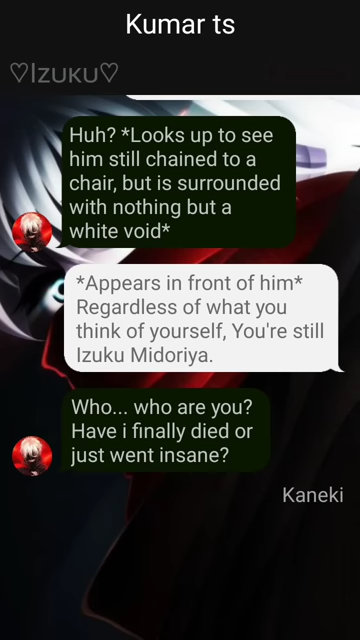 Kumar ts
♡Izuku♡
Huh? *Looks up to see
him still chained to a
chair, but is surrounded
with nothing but a
white void*
*Appears in front of him*
Regardless of what you
think of yourself, You're still
Izuku Midoriya.
Who... who are you?
Have i finally died or
just went insane?
Kaneki